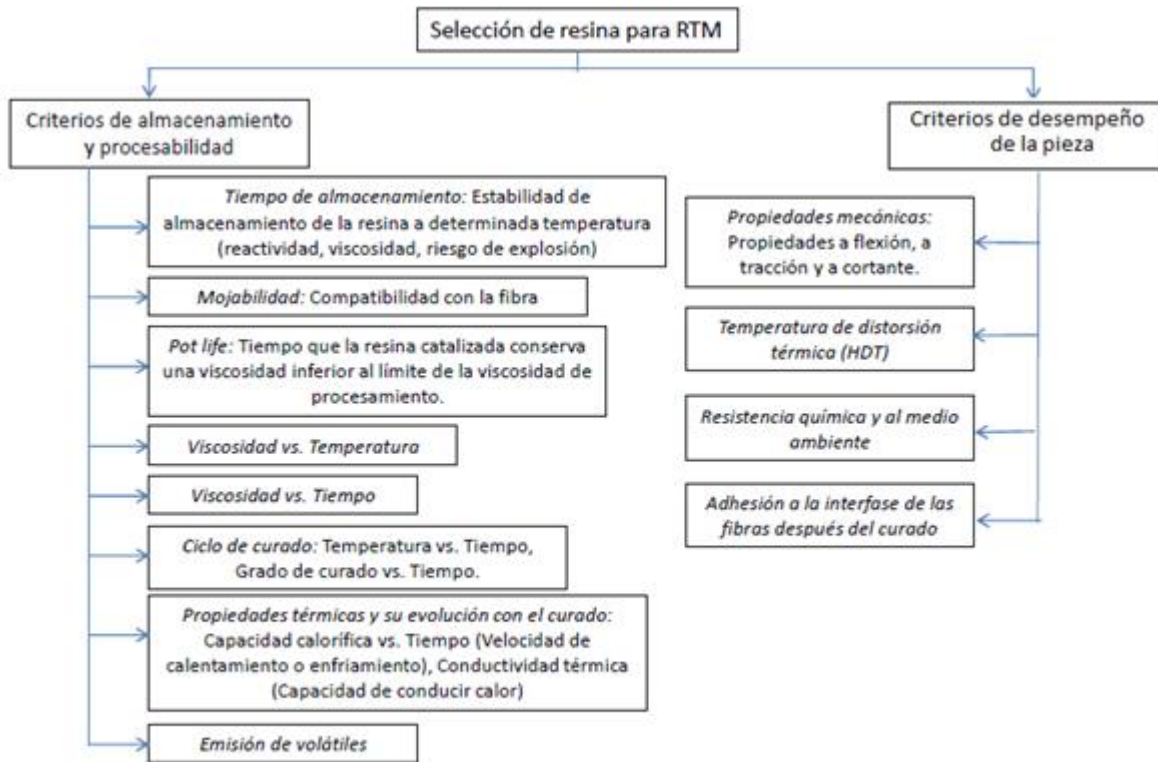 Selección de resina para RTM
Criterios de almacenamiento
y procesabilidad
Tiempo de almacenamiento: Estabilidad de
almacenamiento de la resina a determinada temperatura
(reactividad, viscosidad, riesgo de explosión)
Mojabilidad: Compatibilidad con la fibra
Pot life: Tiempo que la resina catalizada conserva
una viscosidad inferior al límite de la viscosidad de
procesamiento.
Viscosidad vs. Temperatura
Viscosidad vs. Tiempo
Ciclo de curado: Temperatura vs. Tiempo,
Grado de curado vs. Tiempo.
Propiedades térmicas y su evolución con el curado:
Capacidad calorífica vs. Tiempo (Velocidad de
calentamiento o enfriamiento), Conductividad térmica
(Capacidad de conducir calor)
Emisión de volátiles
Criterios de desempeño
de la pieza
Propiedades mecánicas:
Propiedades a flexión, a
tracción y a cortante.
Temperatura de distorsión
térmica (HDT)
Resistencia química y al medio
ambiente
Adhesión a la interfase de las
fibras después del curado